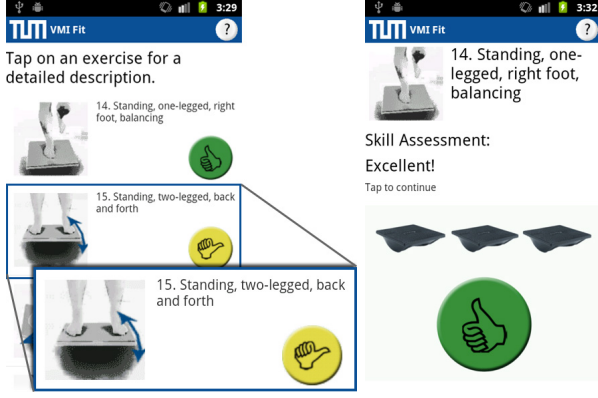 3:29
TUM VMI Fit ?
Tap on an exercise for a
detailed description.
14. Standing, one-legged, right
foot, balancing
15. Standing, two-legged, back
and forth
15. Standing, two-legged, back
and forth
3:32
TUM VMI Fit ?
14. Standing, one-
legged, right foot,
balancing
Skill Assessment:
Excellent!
Tap to continue